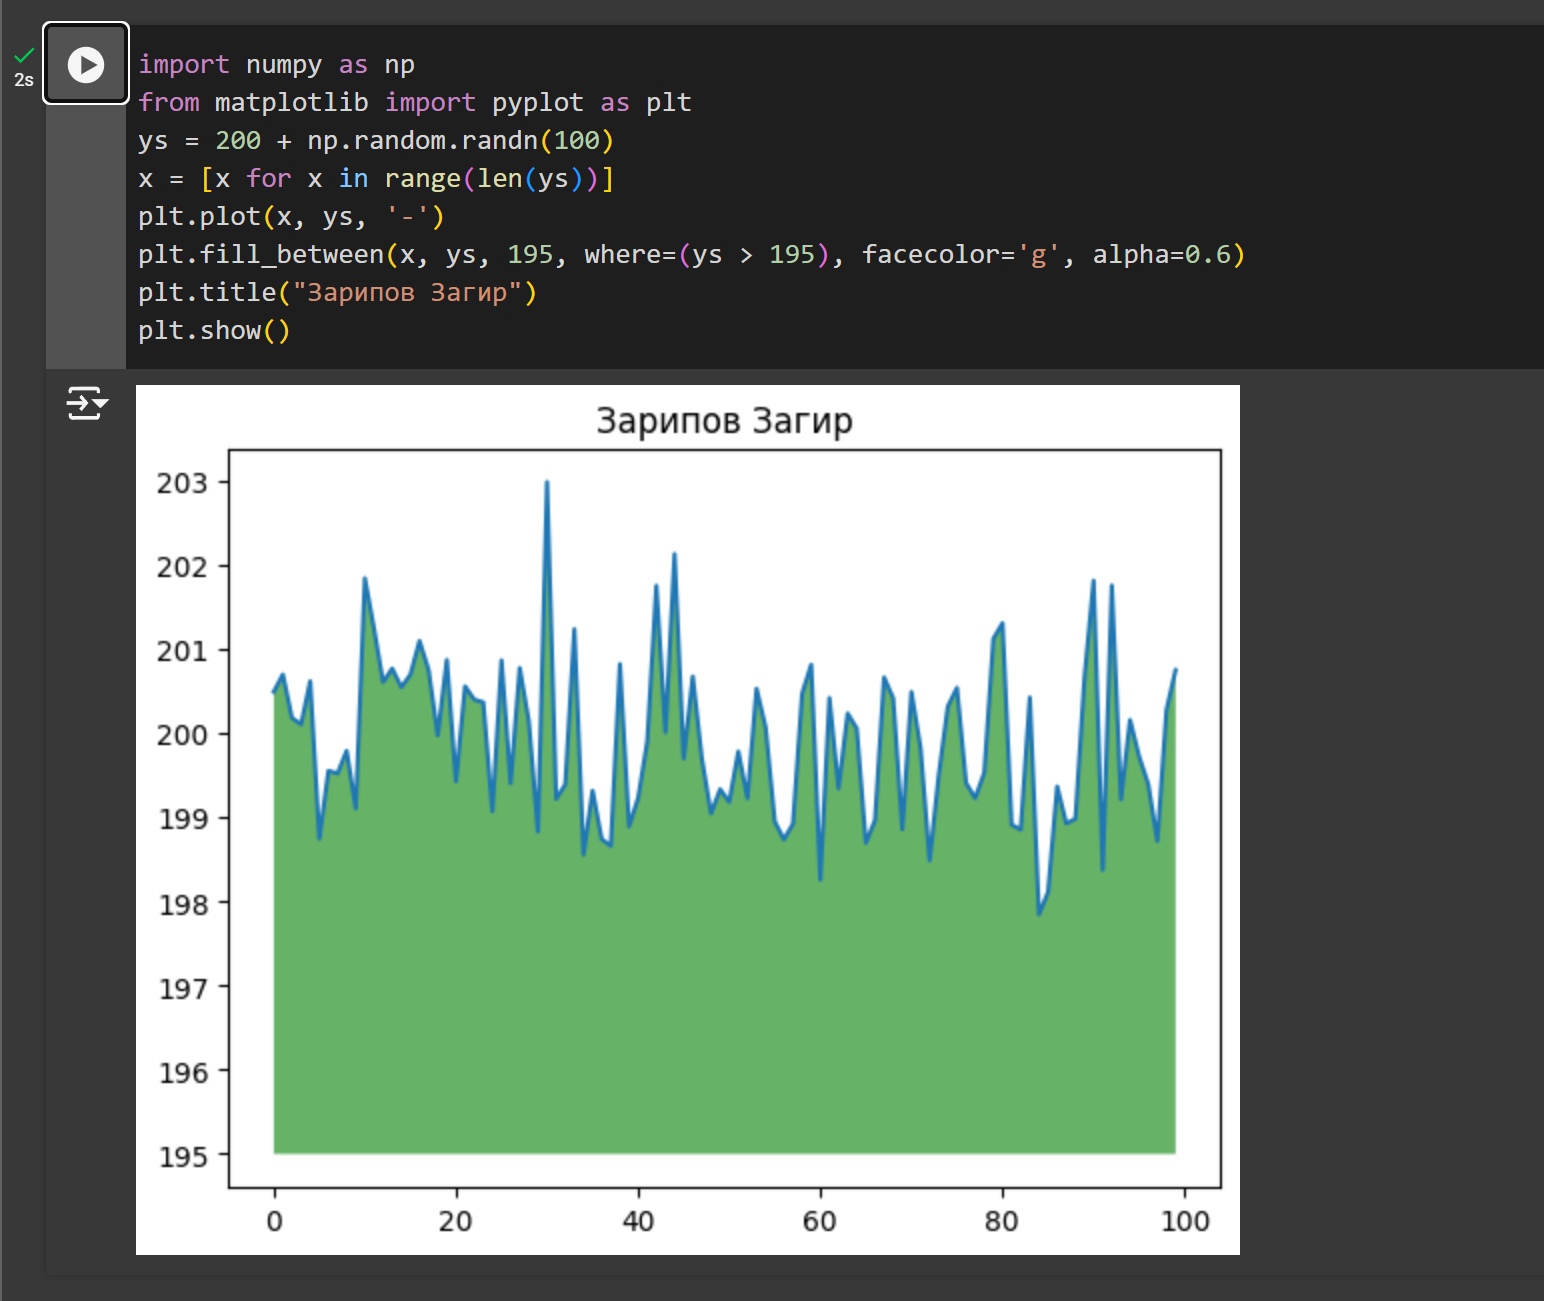 2s
import numpy as np
from matplotlib import pyplot as plt
ys = 200 + np.random.randn(100)
x = [x for x in range(len(ys))]
plt.plot(x, ys, '-')
plt.fill_between(x, ys, 195, where=(ys > 195), facecolor='g', alpha=0.6)
plt.title("Зарипов Загир")
plt.show()
Зарипов Загир
203
202
201
200
199
198
197
196
195
0 20 40 60 80 100